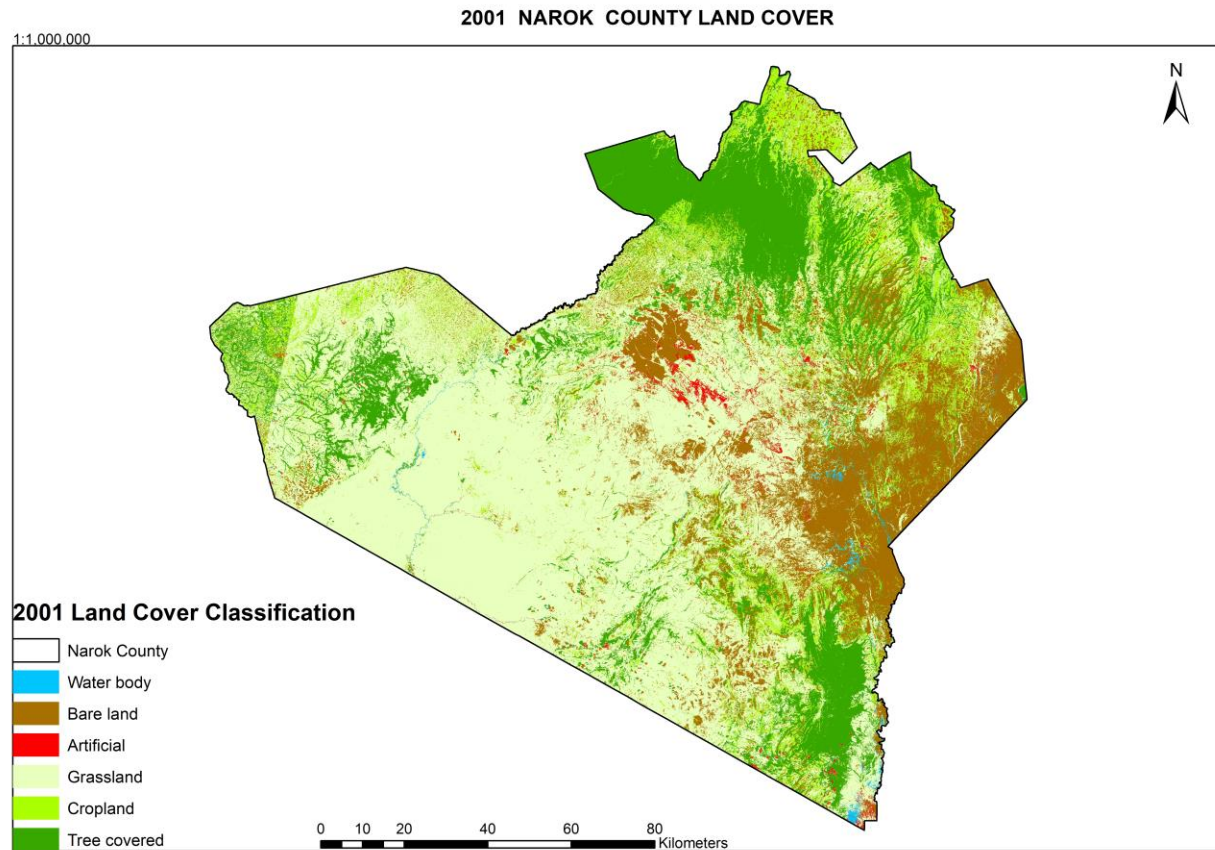 2001 NAROK COUNTY LAND COVER
1:1.000.000
N
2001 Land Cover Classification
Narok County
Water body
Bare land
Artificial
Grassland
Cropland
Tree covered
0 10 20 40 60 80
Kilometers